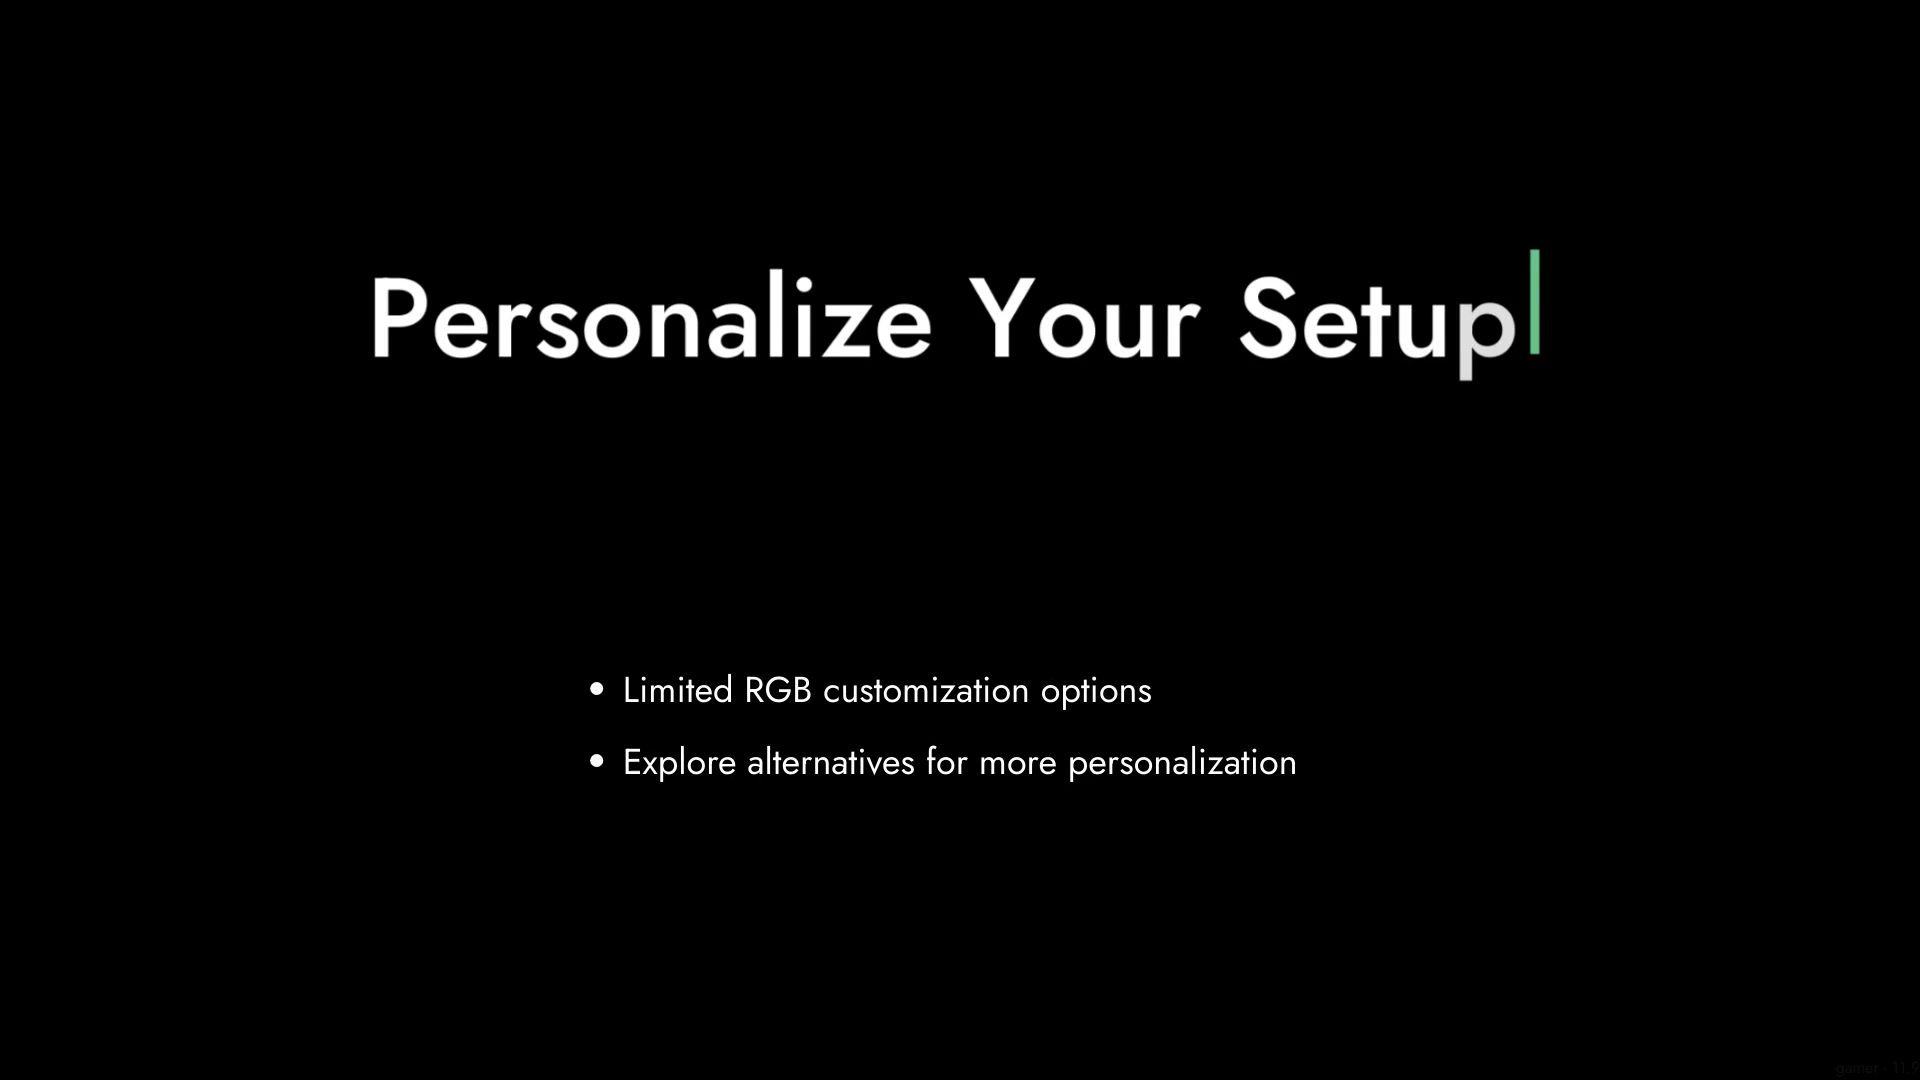 Personalize Your Setup
• Limited RGB customization options
• Explore alternatives for more personalization